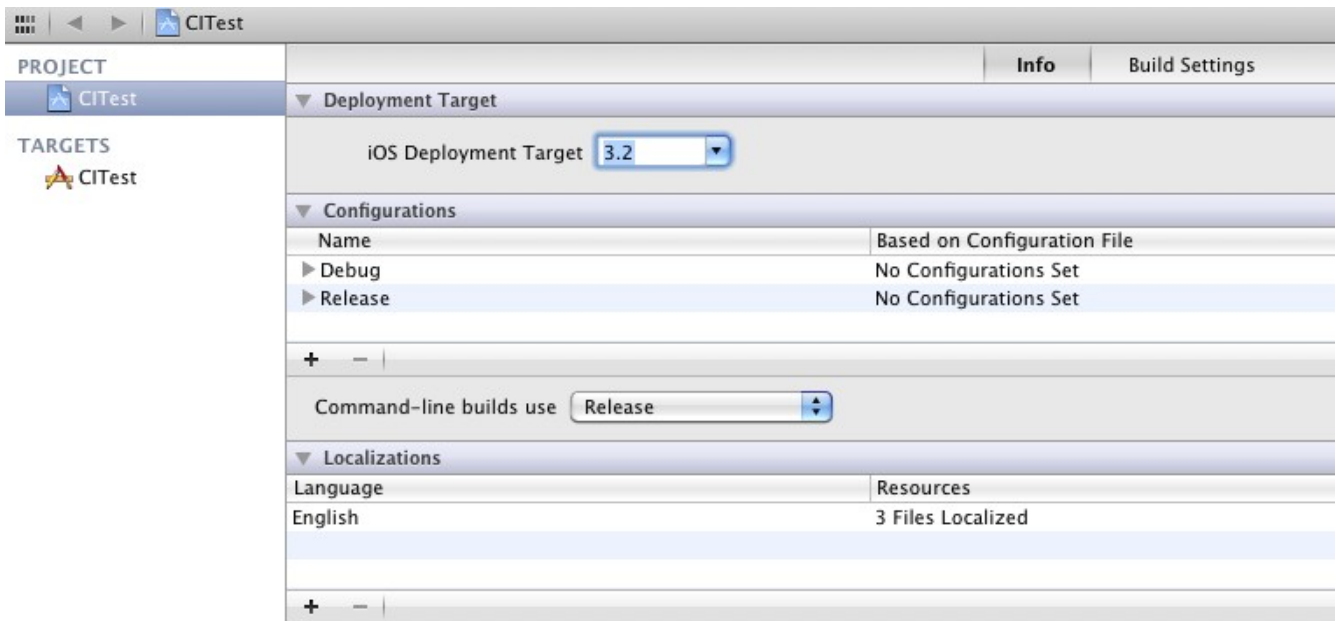 CITest
PROJECT
CITest
TARGETS
CITest
Info Build Settings
Deployment Target
iOS Deployment Target 3.2
Configurations
Name Based on Configuration File
Debug No Configurations Set
Release No Configurations Set
+ −
Command-line builds use Release
Localizations
Language Resources
English 3 Files Localized
+ −